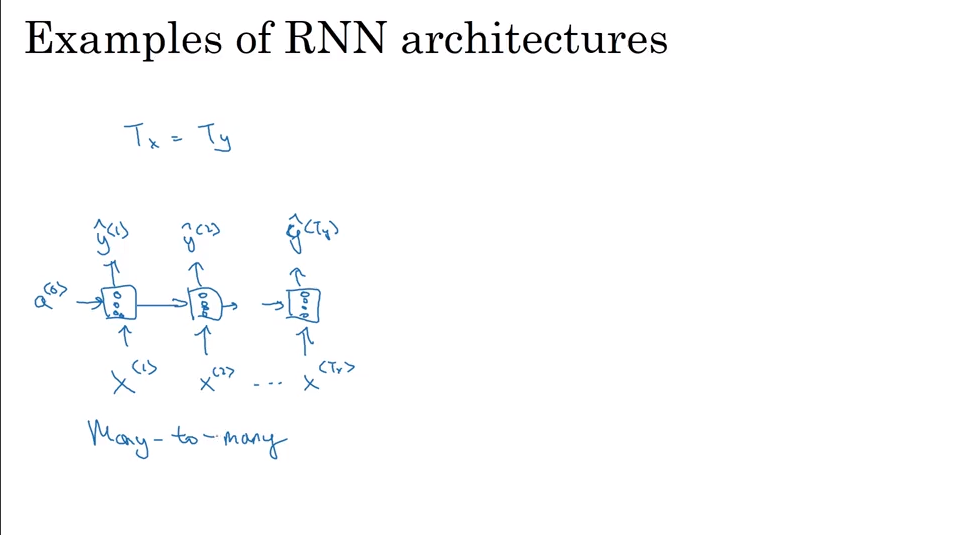 Examples of RNN architectures
Tx = Ty
ŷ⟨1⟩ ŷ⟨2⟩ ŷ⟨Ty⟩
a⟨0⟩
x⟨1⟩ x⟨2⟩ ... x⟨Tx⟩
Many-to-many